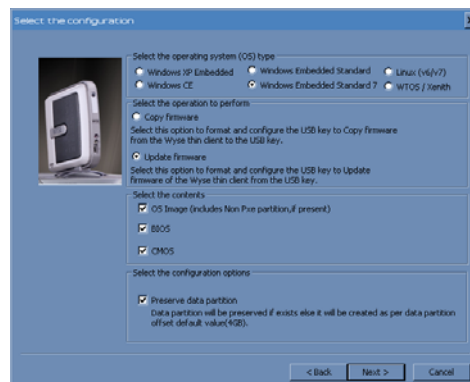 Select the configuration
Select the operating system (OS) type
Windows XP Embedded
Windows Embedded Standard
Linux (v6/v7)
Windows CE
Windows Embedded Standard 7
WTOS / Xenith
Select the operation to perform
Copy firmware
Select this option to format and configure the USB key to Copy firmware
from the Wyse thin client to the USB key.
Update firmware
Select this option to format and configure the USB key to Update
firmware of the Wyse thin client from the USB key.
Select the contents
OS Image (includes Non Pxe partition,if present)
BIOS
CMOS
Select the configuration options
Preserve data partition
Data partition will be preserved if exists else it will be created as per data partition
offset default value(4GB).
< Back
Next >
Cancel